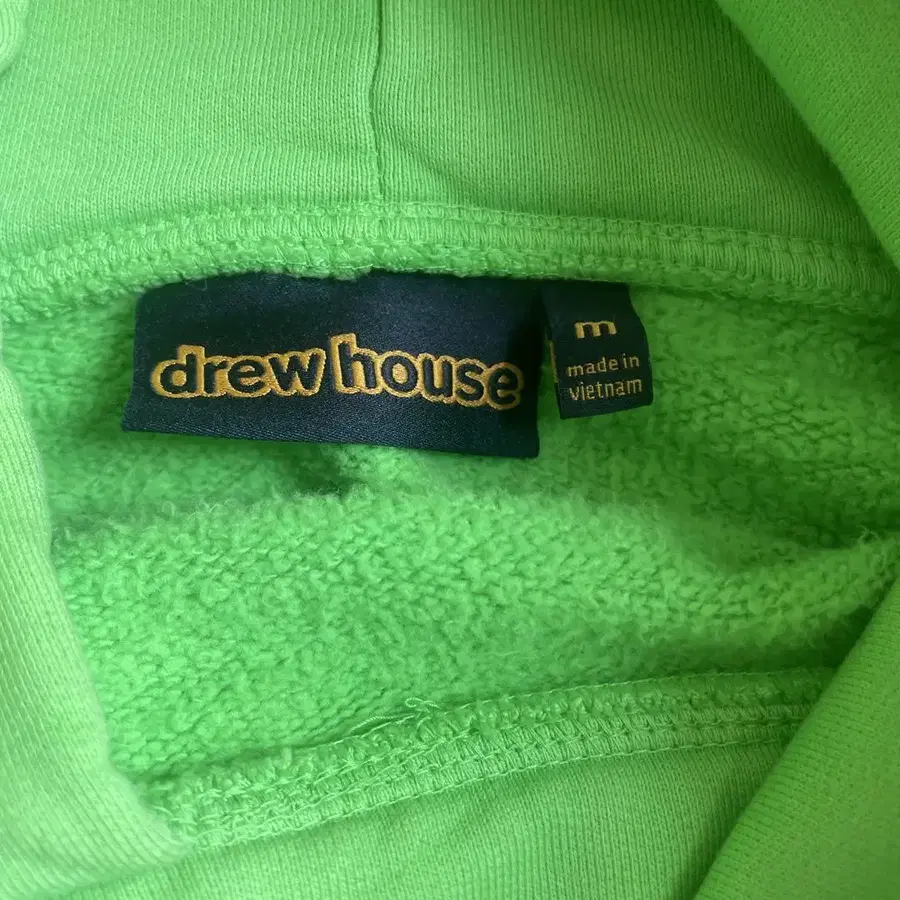 drew house
m
made in
vietnam